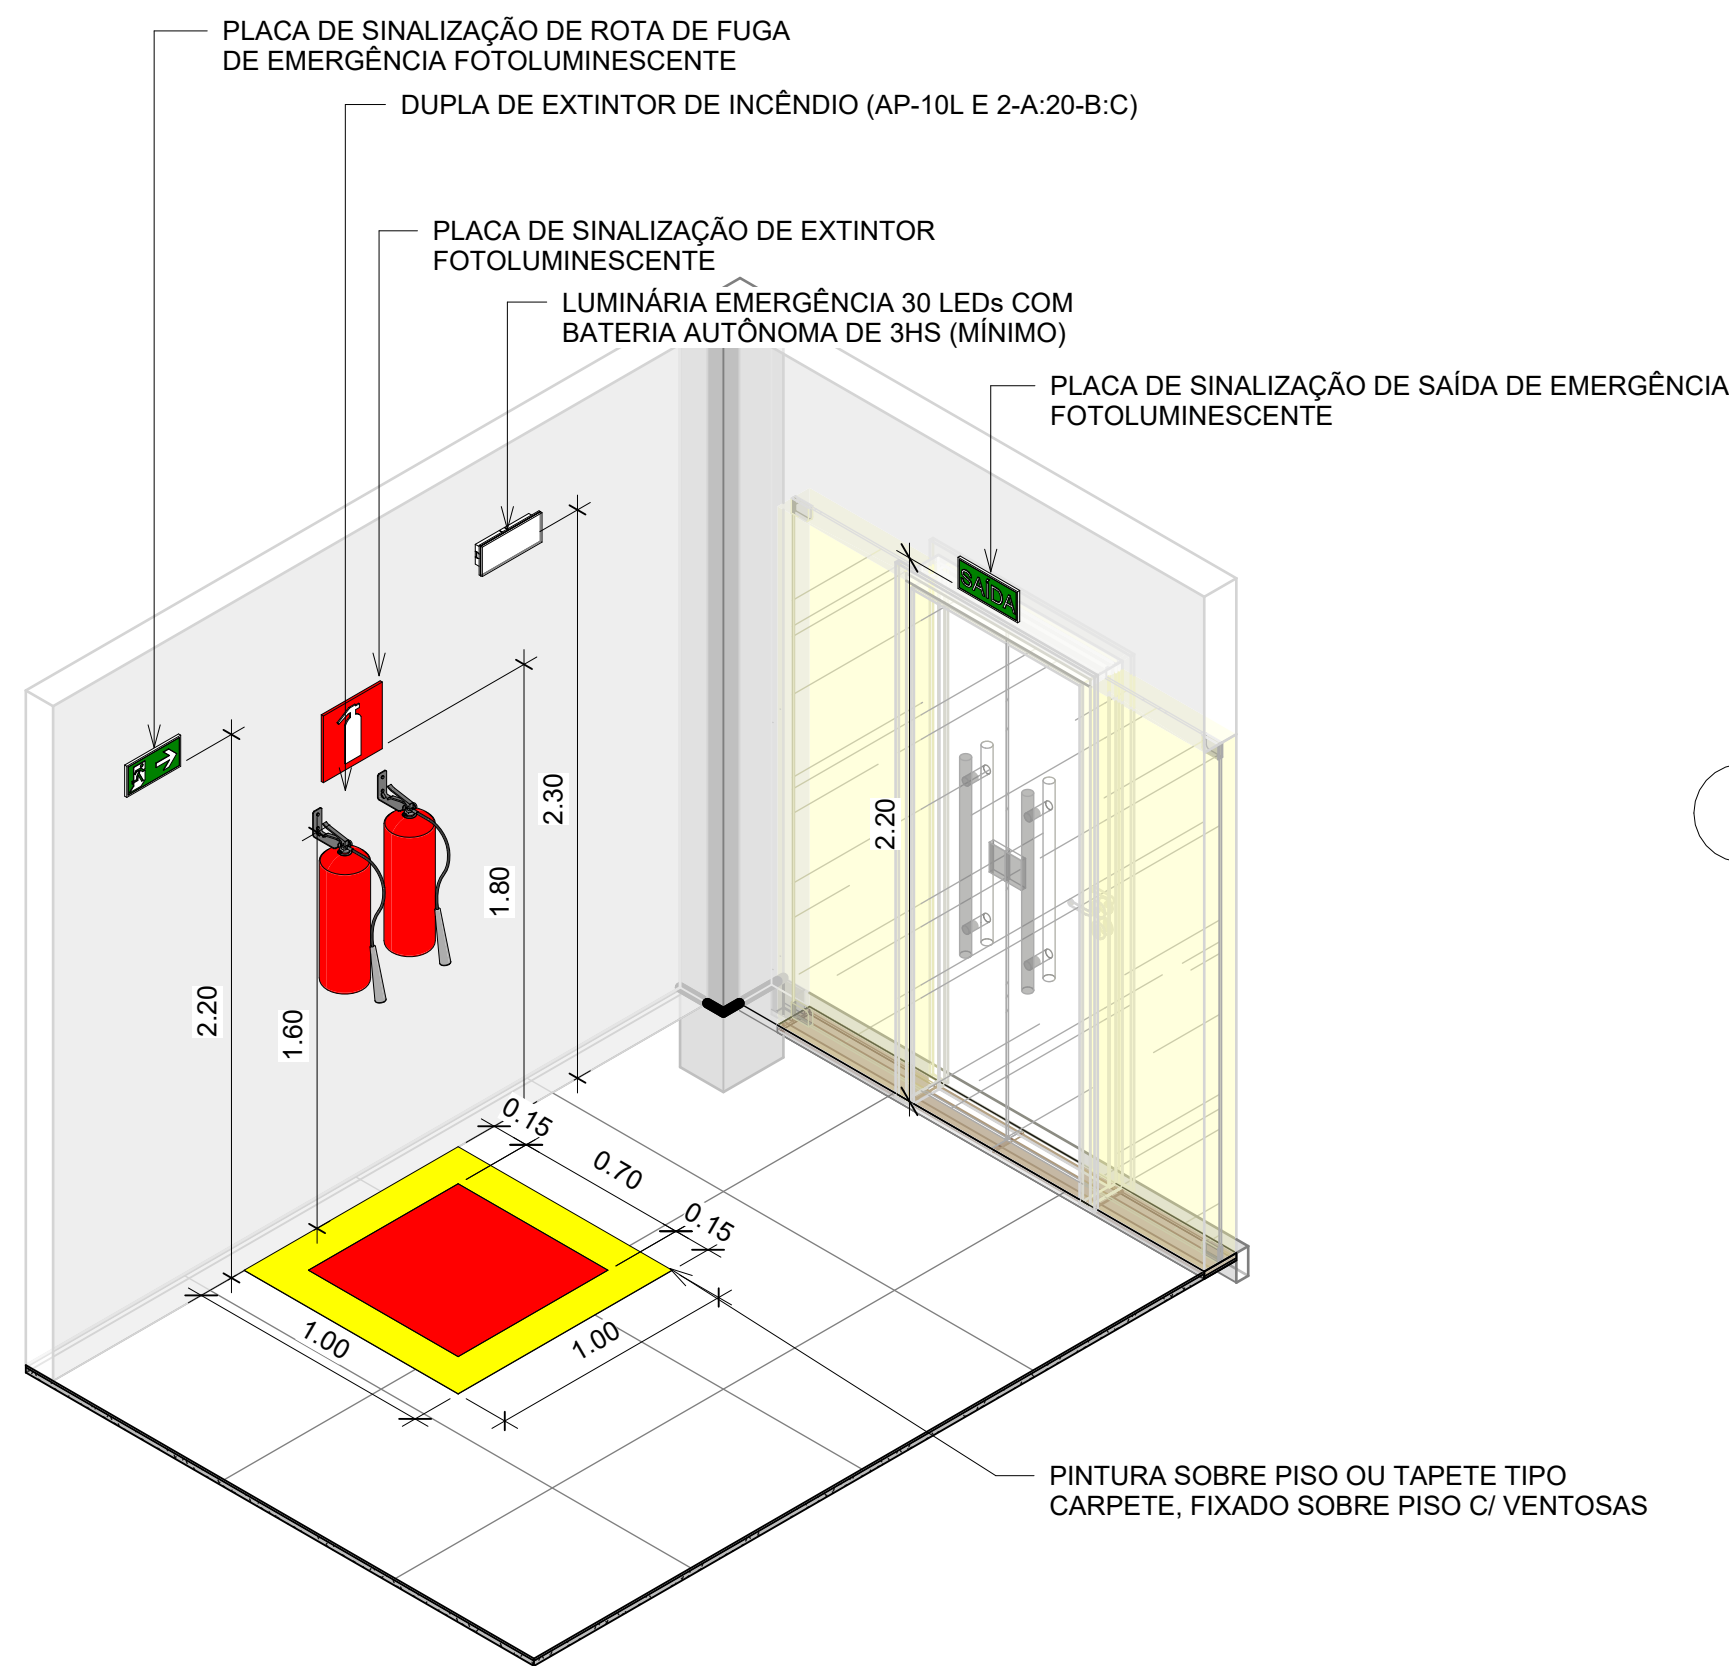 PLACA DE SINALIZAÇÃO DE ROTA DE FUGA
DE EMERGÊNCIA FOTOLUMINESCENTE
DUPLA DE EXTINTOR DE INCÊNDIO (AP-10L E 2-A:20-B:C)
PLACA DE SINALIZAÇÃO DE EXTINTOR
FOTOLUMINESCENTE
LUMINÁRIA EMERGÊNCIA 30 LEDs COM
BATERIA AUTÔNOMA DE 3HS (MÍNIMO)
PLACA DE SINALIZAÇÃO DE SAÍDA DE EMERGÊNCIA
FOTOLUMINESCENTE
SAÍDA
2.30
2.20
1.80
2.20
1.60
0.15
0.70
0.15
1.00
1.00
PINTURA SOBRE PISO OU TAPETE TIPO
CARPETE, FIXADO SOBRE PISO C/ VENTOSAS